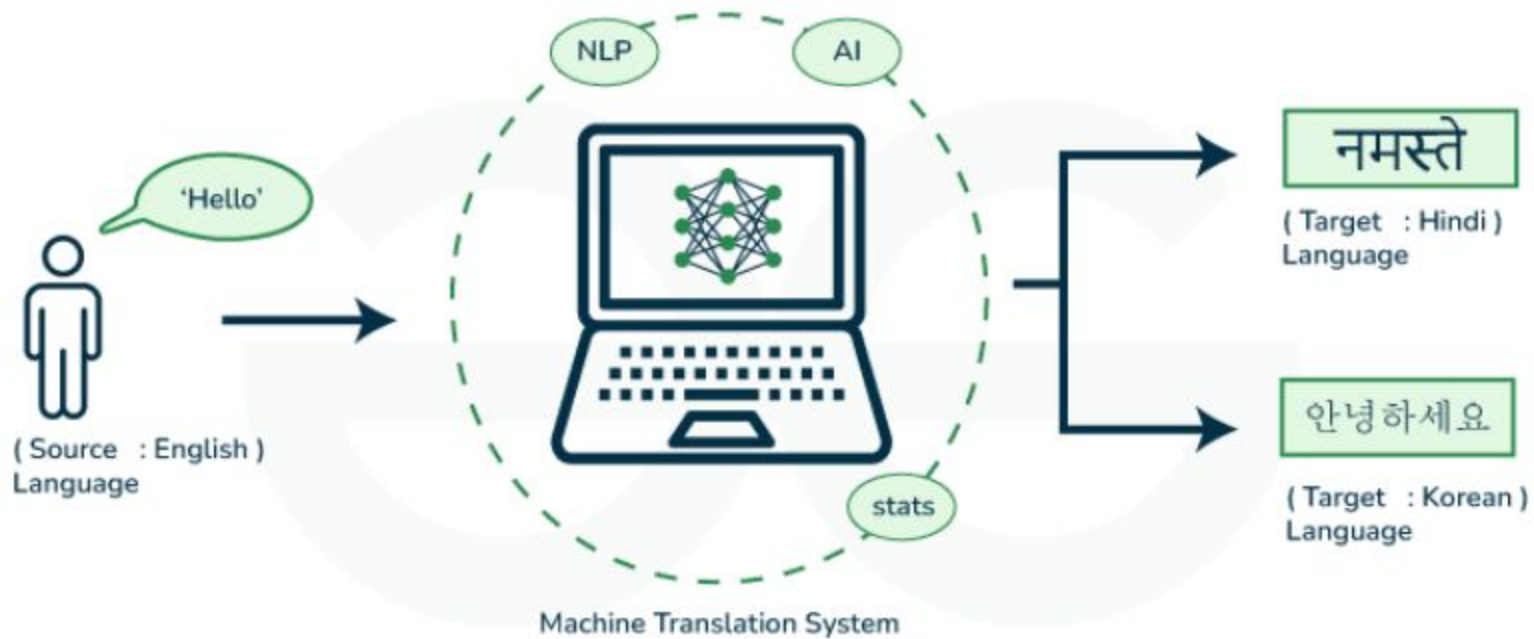 NLP
AI
‘Hello’
( Source : English )
Language
stats
Machine Translation System
नमस्ते
( Target : Hindi )
Language
안녕하세요
( Target : Korean )
Language